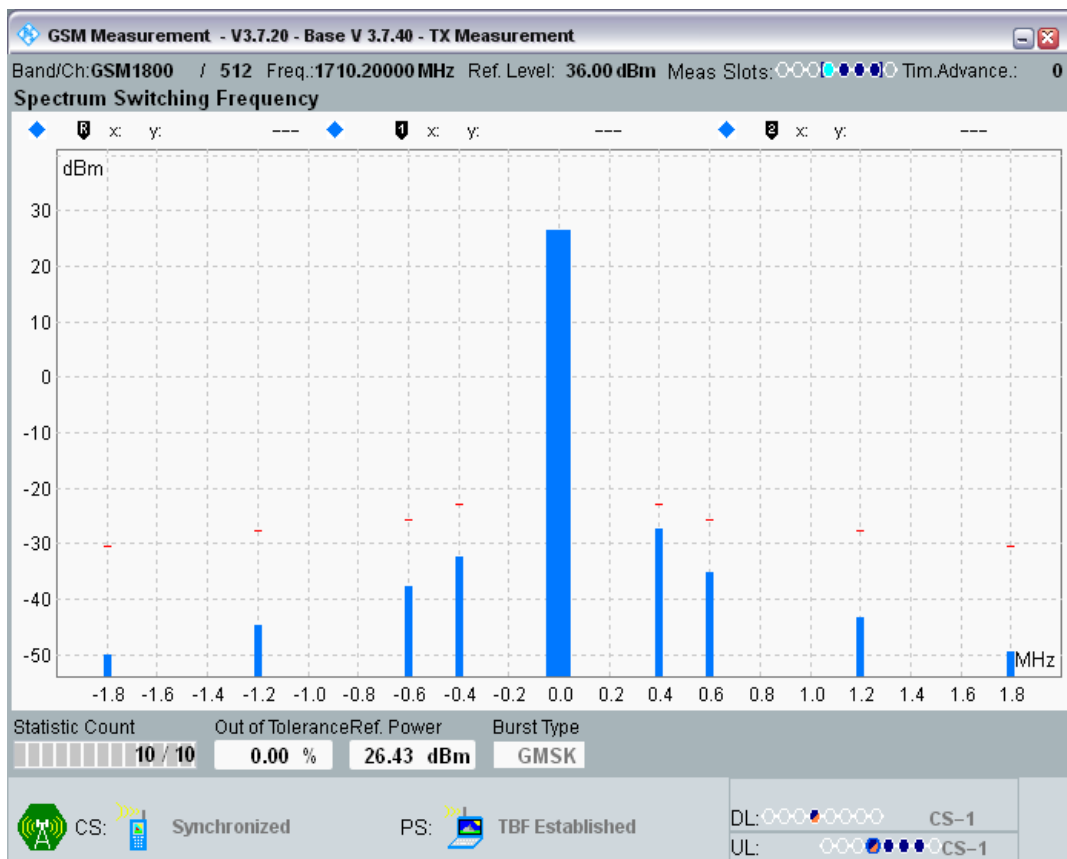 GSM Measurement - V3.7.20 - Base V 3.7.40 - TX Measurement
Band/Ch:GSM1800 / 512 Freq.:1710.20000 MHz Ref. Level: 36.00 dBm Meas Slots: Tim.Advance.: 0
Spectrum Switching Frequency
R x: y: --- 1 x: y: --- 2 x: y: ---
dBm
30
20
10
0
-10
-20
-30
-40
-50
MHz
-1.8 -1.6 -1.4 -1.2 -1.0 -0.8 -0.6 -0.4 -0.2 0.0 0.2 0.4 0.6 0.8 1.0 1.2 1.4 1.6 1.8
Statistic Count Out of Tolerance Ref. Power Burst Type
10 / 10 0.00 % 26.43 dBm GMSK
CS: Synchronized PS: TBF Established
DL: CS-1
UL: CS-1